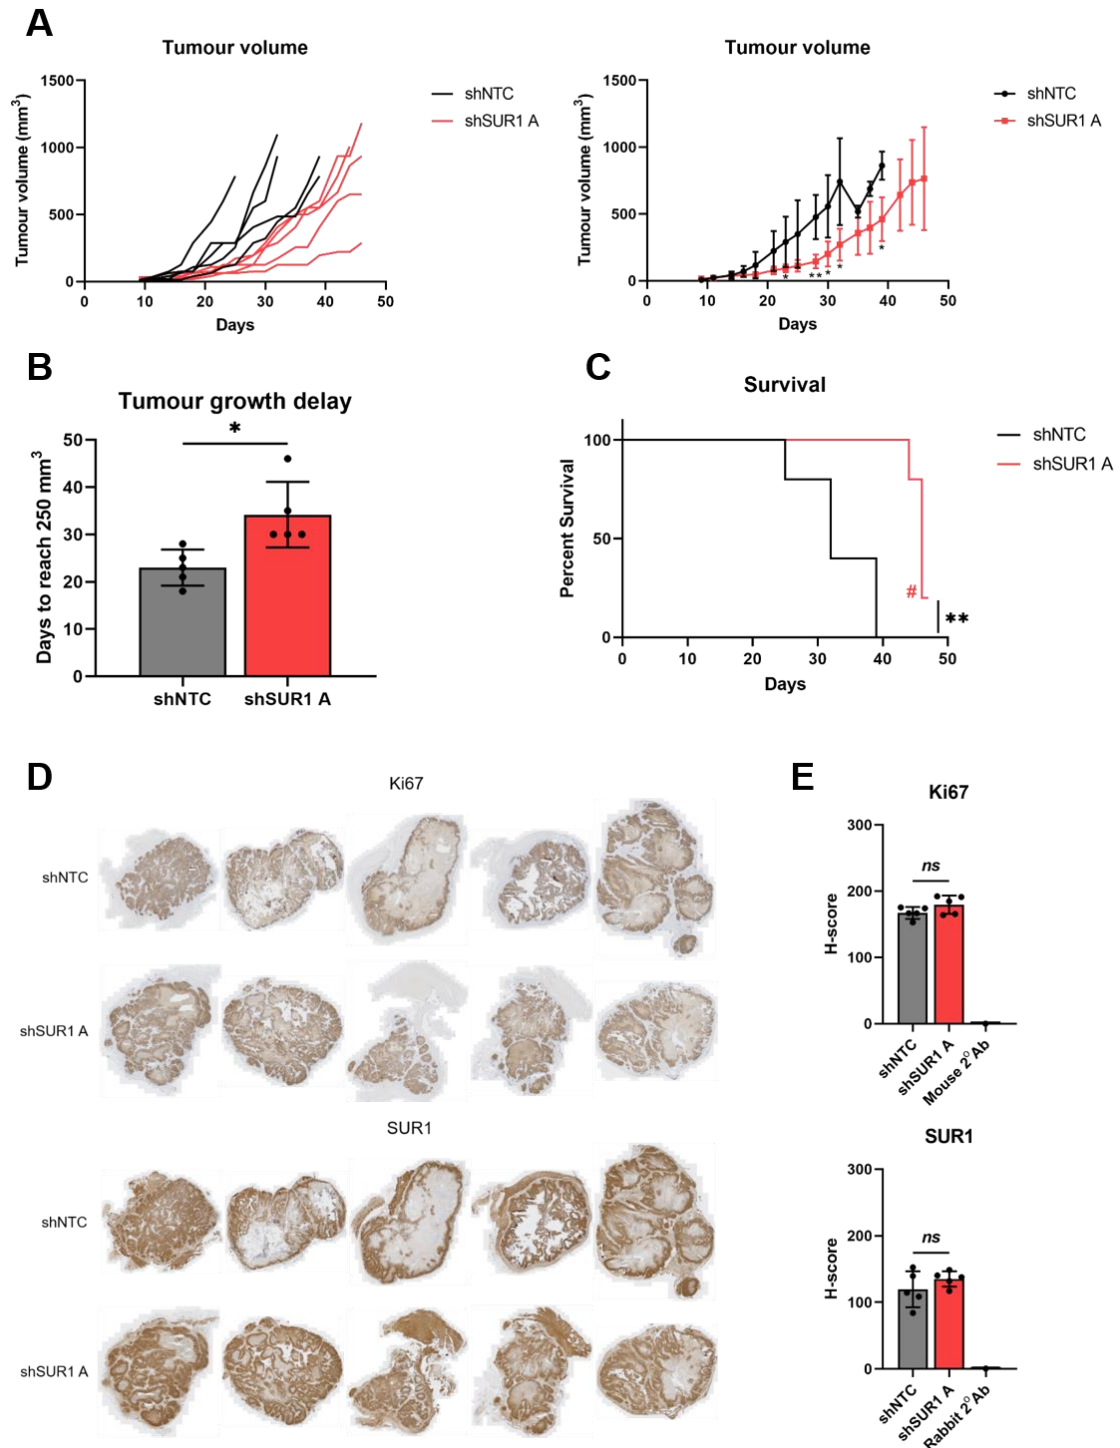 A
Tumour volume
Tumour volume (mm³)
1500
1000
500
0
0 10 20 30 40 50
Days
shNTC
shSUR1 A
Tumour volume
Tumour volume (mm³)
1500
1000
500
0
0 10 20 30 40 50
Days
* ** * * *
shNTC
shSUR1 A
B
Tumour growth delay
Days to reach 250 mm³
50
40
30
20
10
0
*
shNTC shSUR1 A
C
Survival
Percent Survival
100
50
0
0 10 20 30 40 50
Days
#
**
shNTC
shSUR1 A
D
Ki67
shNTC
shSUR1 A
SUR1
shNTC
shSUR1 A
E
Ki67
H-score
300
200
100
0
ns
shNTC
shSUR1 A
Mouse 2°Ab
SUR1
H-score
300
200
100
0
ns
shNTC
shSUR1 A
Rabbit 2°Ab